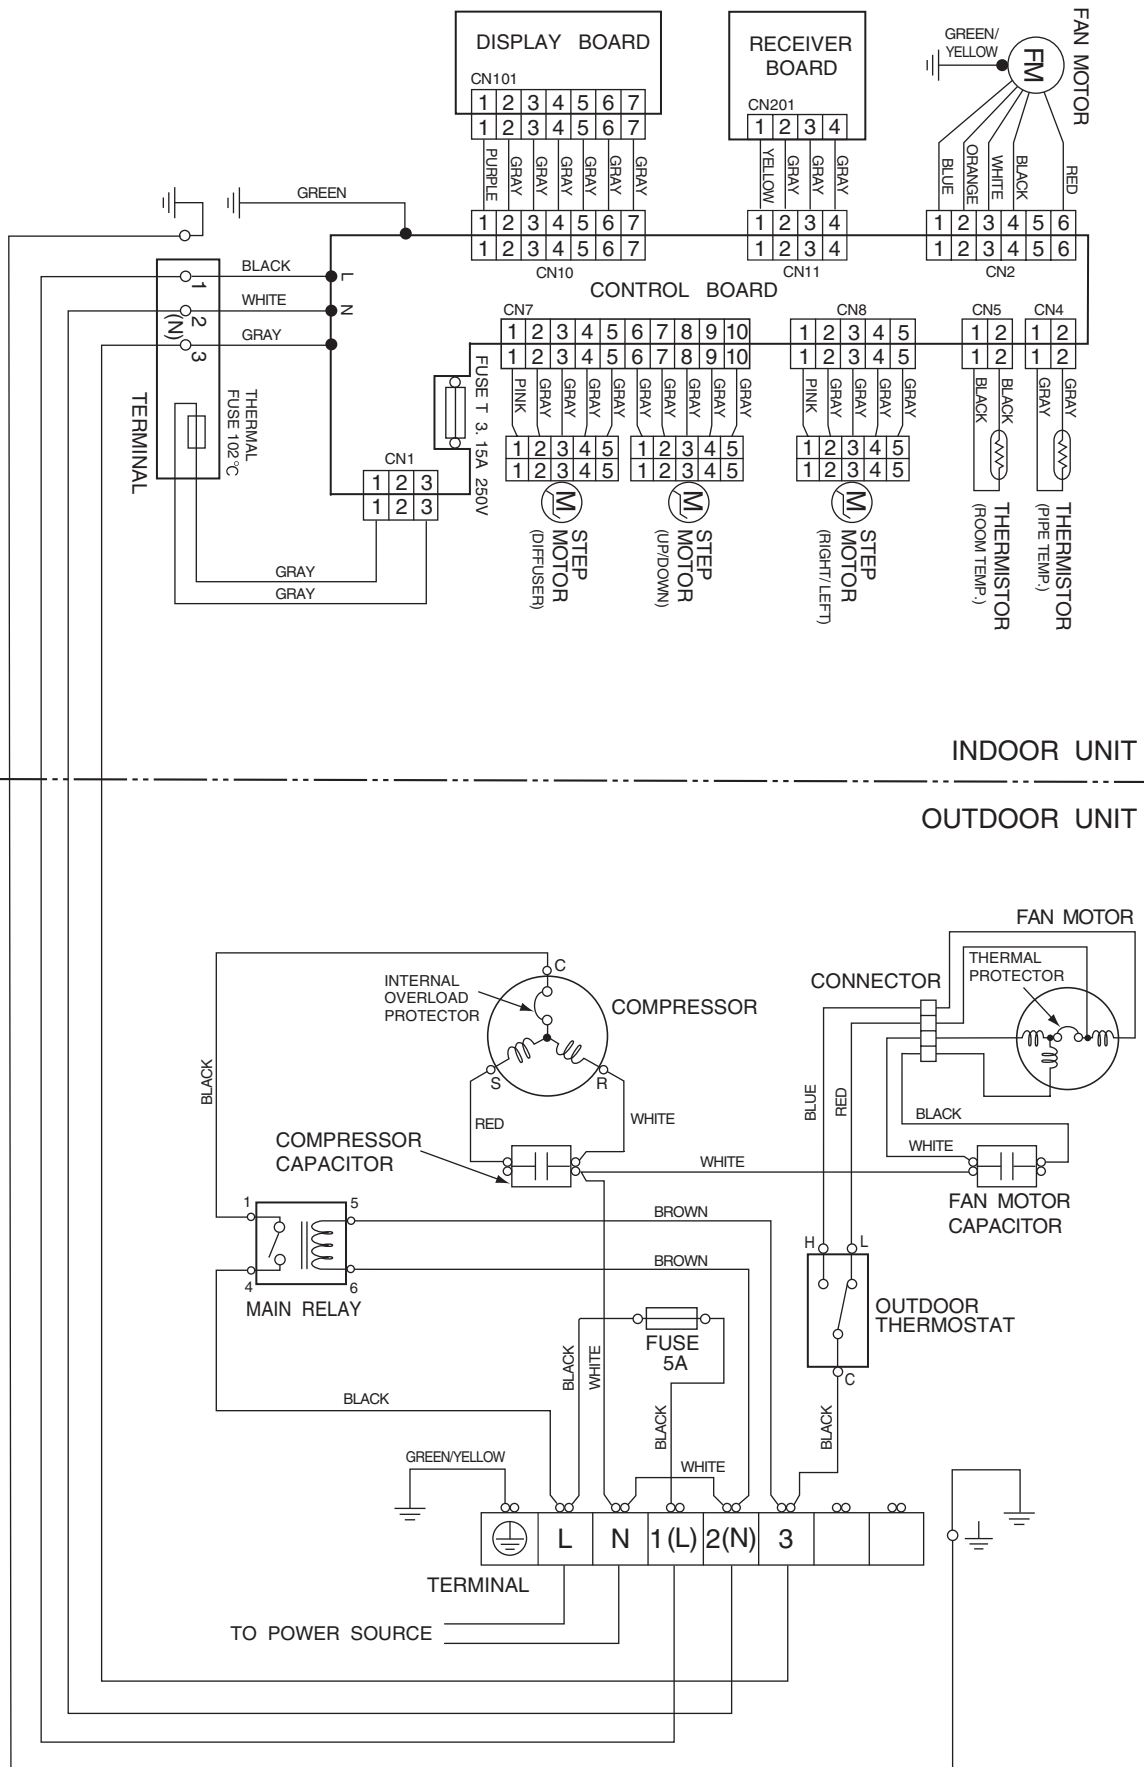 DISPLAY BOARD
CN101
1 2 3 4 5 6 7
1 2 3 4 5 6 7
PURPLE
GRAY
GRAY
GRAY
GRAY
GRAY
GRAY
1 2 3 4 5 6 7
1 2 3 4 5 6 7
CN10
RECEIVER
BOARD
CN201
1 2 3 4
YELLOW
GRAY
GRAY
GRAY
1 2 3 4
1 2 3 4
CN11
GREEN/
YELLOW
FM
FAN MOTOR
BLUE
ORANGE
WHITE
BLACK
RED
1 2 3 4 5 6
1 2 3 4 5 6
CN2
GREEN
BLACK
WHITE
GRAY
L
N
1
2
(N)
3
TERMINAL
THERMAL
FUSE 102°C
CONTROL BOARD
CN7
1 2 3 4 5 6 7 8 9 10
1 2 3 4 5 6 7 8 9 10
PINK
GRAY
GRAY
GRAY
GRAY
GRAY
GRAY
GRAY
GRAY
GRAY
1 2 3 4 5
1 2 3 4 5
M
STEP
MOTOR
(DIFFUSER)
1 2 3 4 5
1 2 3 4 5
M
STEP
MOTOR
(UP/DOWN)
CN8
1 2 3 4 5
1 2 3 4 5
PINK
GRAY
GRAY
GRAY
GRAY
1 2 3 4 5
1 2 3 4 5
M
STEP
MOTOR
(RIGHT/LEFT)
CN5
1 2
1 2
BLACK
BLACK
THERMISTOR
(ROOM TEMP.)
CN4
1 2
1 2
GRAY
GRAY
THERMISTOR
(PIPE TEMP.)
FUSE T 3. 15A 250V
CN1
1 2 3
1 2 3
GRAY
GRAY
INDOOR UNIT
OUTDOOR UNIT
FAN MOTOR
THERMAL
PROTECTOR
CONNECTOR
C
INTERNAL
OVERLOAD
PROTECTOR
COMPRESSOR
S
R
BLACK
RED
WHITE
BLUE
RED
BLACK
WHITE
COMPRESSOR
CAPACITOR
WHITE
FAN MOTOR
CAPACITOR
1
5
4
6
MAIN RELAY
BROWN
BROWN
H
L
OUTDOOR
THERMOSTAT
C
FUSE
5A
BLACK
WHITE
BLACK
BLACK
BLACK
GREEN/YELLOW
WHITE
L N 1(L) 2(N) 3
TERMINAL
TO POWER SOURCE